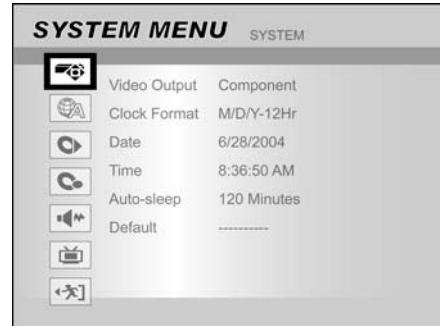 SYSTEM MENU SYSTEM
Video Output Component
Clock Format M/D/Y-12Hr
Date 6/28/2004
Time 8:36:50 AM
Auto-sleep 120 Minutes
Default ----------